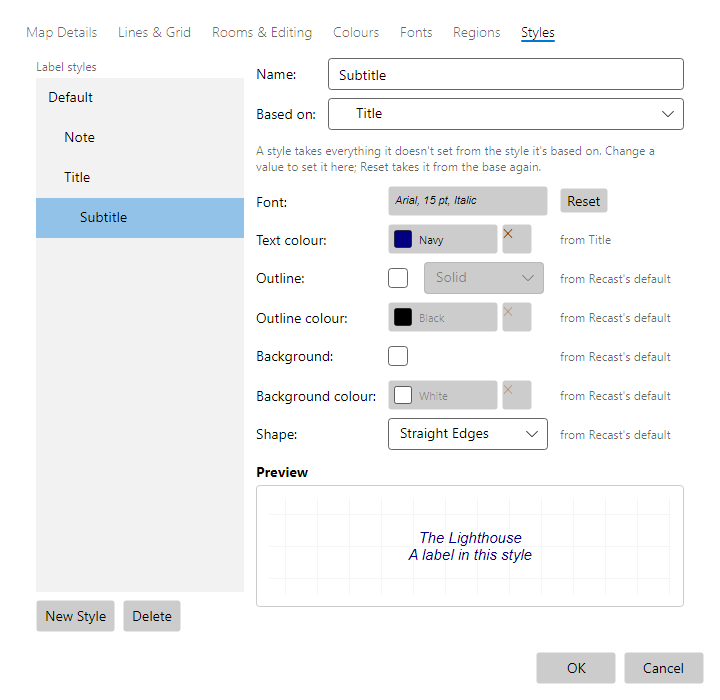 Map Details Lines & Grid Rooms & Editing Colours Fonts Regions Styles
Label styles
Default
Note
Title
Subtitle
New Style Delete
Name: Subtitle
Based on: Title
A style takes everything it doesn't set from the style it's based on. Change a
value to set it here; Reset takes it from the base again.
Font: Arial, 15 pt, Italic Reset
Text colour: Navy from Title
Outline: Solid from Recast's default
Outline colour: Black from Recast's default
Background: from Recast's default
Background colour: White from Recast's default
Shape: Straight Edges from Recast's default
Preview
The Lighthouse
A label in this style
OK Cancel